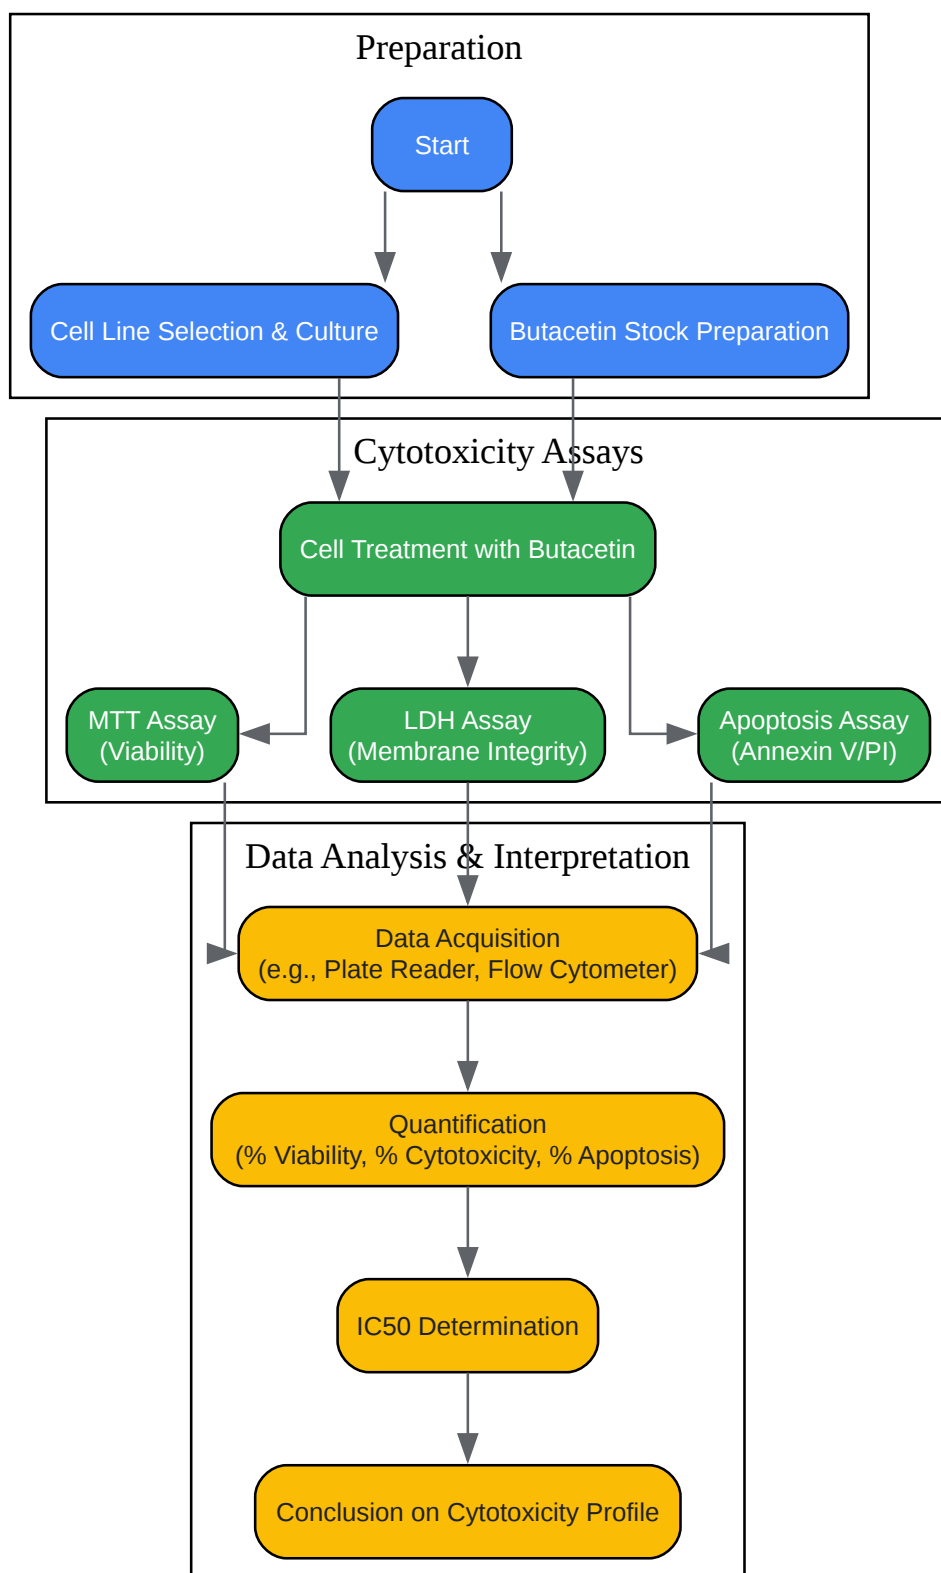 Preparation
Start
Cell Line Selection & Culture
Butacetin Stock Preparation
Cytotoxicity Assays
Cell Treatment with Butacetin
MTT Assay
(Viability)
LDH Assay
(Membrane Integrity)
Apoptosis Assay
(Annexin V/PI)
Data Analysis & Interpretation
Data Acquisition
(e.g., Plate Reader, Flow Cytometer)
Quantification
(% Viability, % Cytotoxicity, % Apoptosis)
IC50 Determination
Conclusion on Cytotoxicity Profile